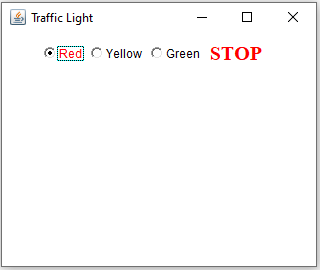 Traffic Light
Red Yellow Green STOP